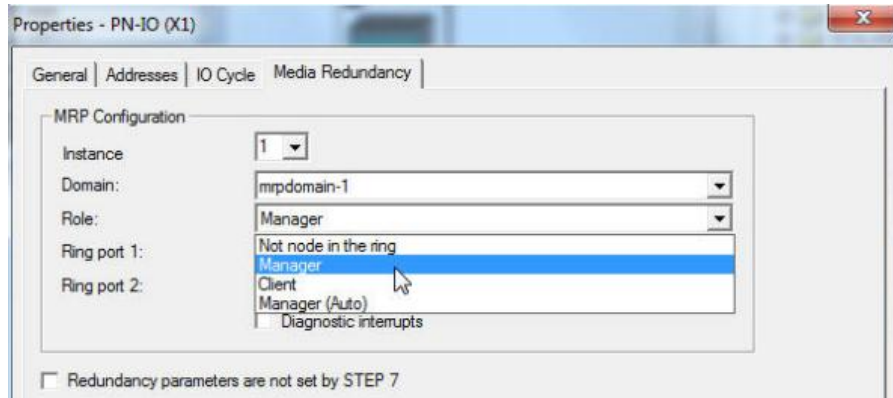 Properties - PN-IO (X1)
General Addresses IO Cycle Media Redundancy
MRP Configuration
Instance 1
Domain: mrpdomain-1
Role: Manager
Ring port 1: Not node in the ring
Manager
Ring port 2: Client
Manager (Auto)
Diagnostic interrupts
Redundancy parameters are not set by STEP 7